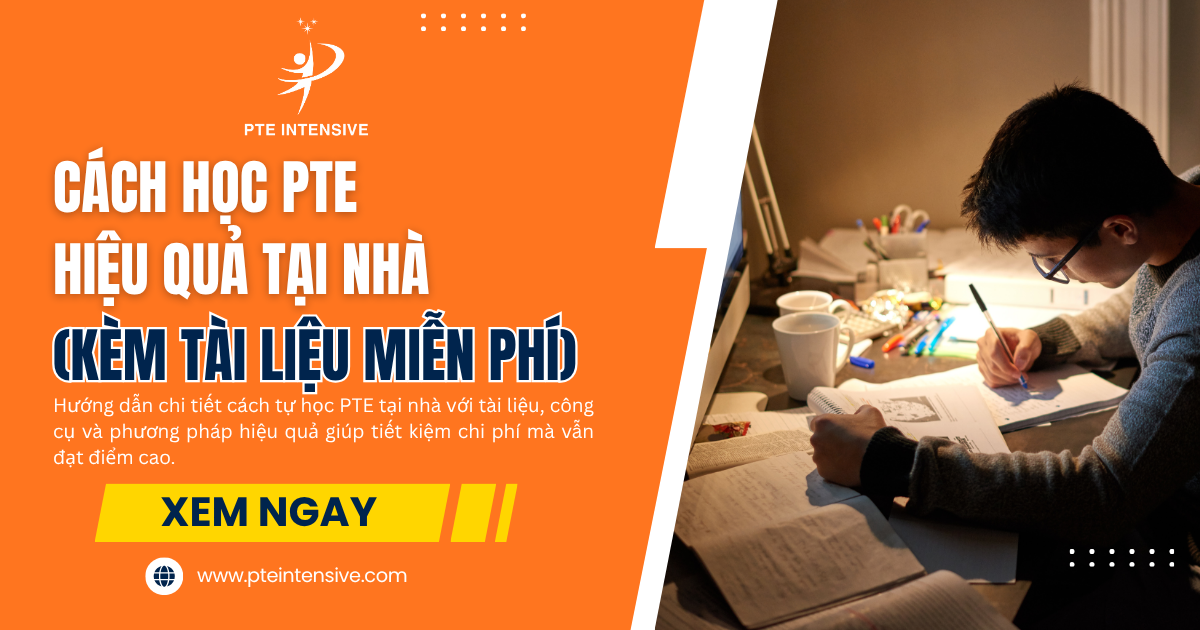 PTE INTENSIVE
CÁCH HỌC PTE
HIỆU QUẢ TẠI NHÀ
(KÈM TÀI LIỆU MIỄN PHÍ)
Hướng dẫn chi tiết cách tự học PTE tại nhà với tài liệu, công
cụ và phương pháp hiệu quả giúp tiết kiệm chi phí mà vẫn
đạt điểm cao.
XEM NGAY
www.pteintensive.com